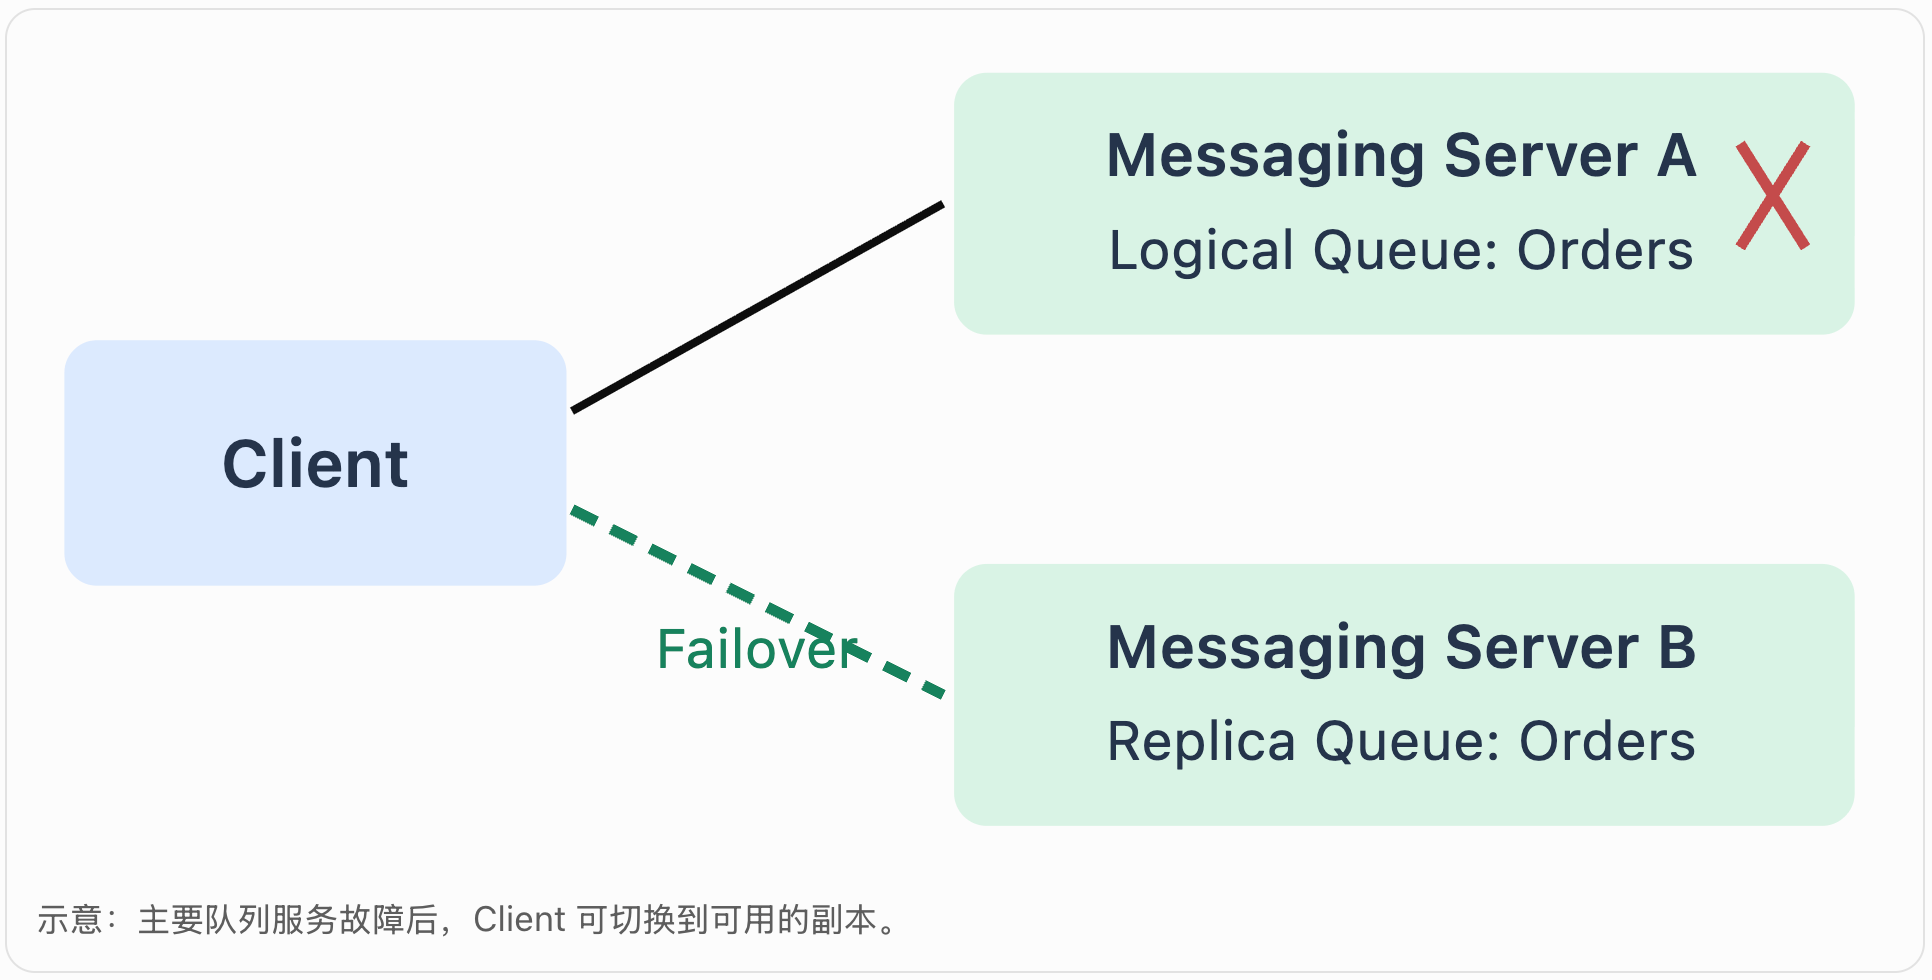 Messaging Server A
Logical Queue: Orders
Client
Failover
Messaging Server B
Replica Queue: Orders
示意：主要队列服务故障后，Client 可切换到可用的副本。